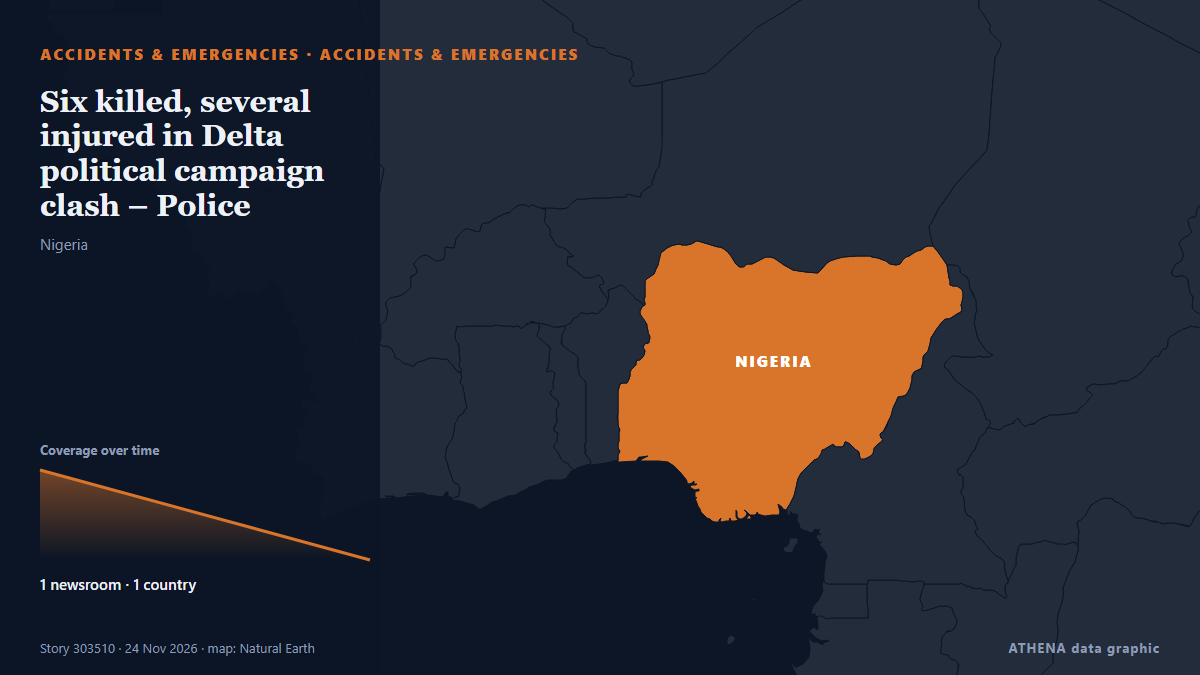 ACCIDENTS & EMERGENCIES · ACCIDENTS & EMERGENCIES
Six killed, several
injured in Delta
political campaign
clash – Police
Nigeria
NIGERIA
Coverage over time
1 newsroom · 1 country
Story 303510 · 24 Nov 2026 · map: Natural Earth
ATHENA data graphic